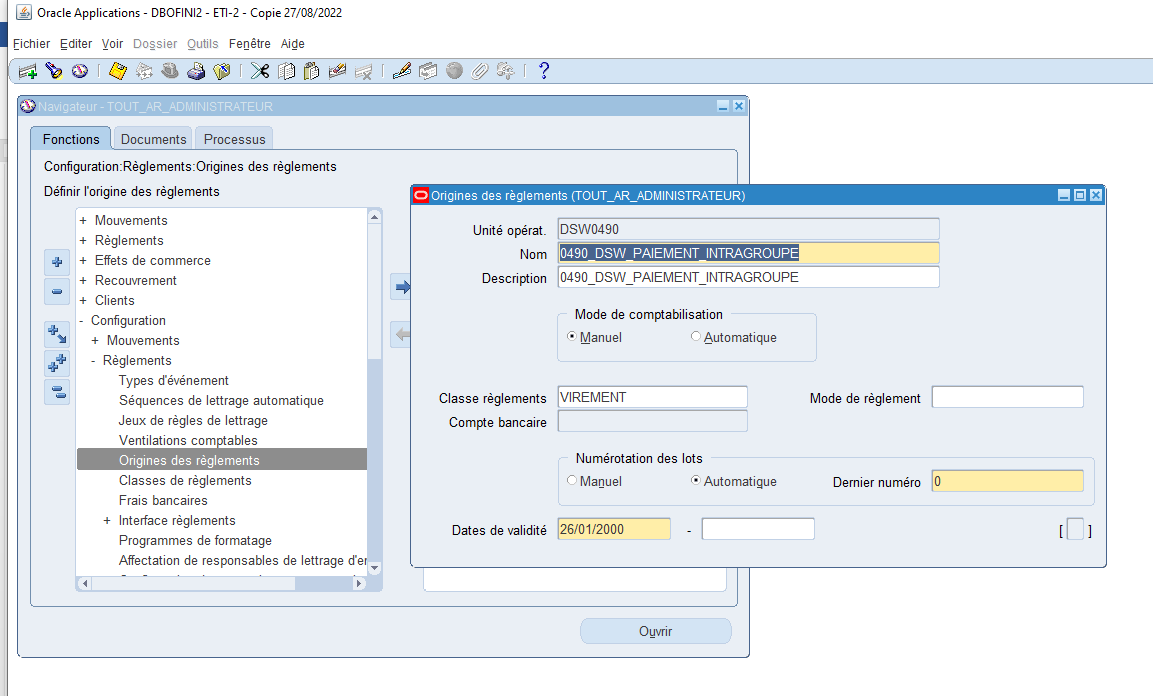 Oracle Applications - DBOFINI2 - ETI-2 - Copie 27/08/2022
Fichier Editer Voir Dossier Outils Fenêtre Aide
Navigateur - TOUT_AR_ADMINISTRATEUR
Fonctions Documents Processus
Configuration:Règlements:Origines des règlements
Définir l'origine des règlements
+ Mouvements
+ Règlements
+ Effets de commerce
+ Recouvrement
+ Clients
- Configuration
+ Mouvements
- Règlements
Types d'événement
Séquences de lettrage automatique
Jeux de règles de lettrage
Ventilations comptables
Origines des règlements
Classes de règlements
Frais bancaires
+ Interface règlements
Programmes de formatage
Affectation de responsables de lettrage d'er
Ouvrir
Origines des règlements (TOUT_AR_ADMINISTRATEUR)
Unité opérat. DSW0490
Nom 0490_DSW_PAIEMENT_INTRAGROUPE
Description 0490_DSW_PAIEMENT_INTRAGROUPE
Mode de comptabilisation
Manuel Automatique
Classe règlements VIREMENT Mode de règlement
Compte bancaire
Numérotation des lots
Manuel Automatique Dernier numéro 0
Dates de validité 26/01/2000 - [ ]